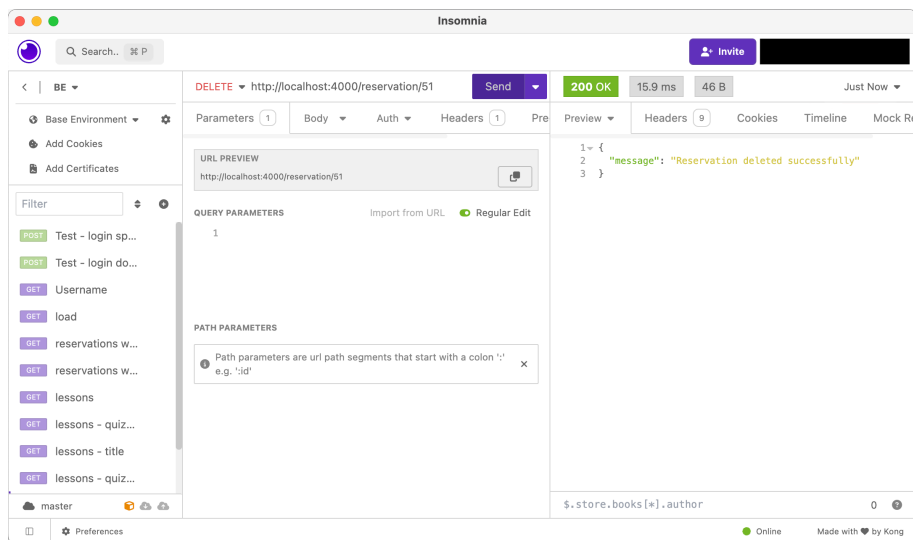 Insomnia
Search.. ⌘ P
Invite
BE
Base Environment
Add Cookies
Add Certificates
Filter
POST Test - login sp...
POST Test - login do...
GET Username
GET load
GET reservations w...
GET reservations w...
GET lessons
GET lessons - quiz...
GET lessons - title
GET lessons - quiz...
master
DELETE http://localhost:4000/reservation/51 Send
Parameters 1 Body Auth Headers 1 Pre
URL PREVIEW
http://localhost:4000/reservation/51
QUERY PARAMETERS Import from URL Regular Edit
1
PATH PARAMETERS
Path parameters are url path segments that start with a colon ':'
e.g. ':id'
200 OK 15.9 ms 46 B Just Now
Preview Headers 9 Cookies Timeline Mock R
1 {
2 "message": "Reservation deleted successfully"
3 }
$.store.books[*].author 0
Preferences
Online Made with ♥ by Kong